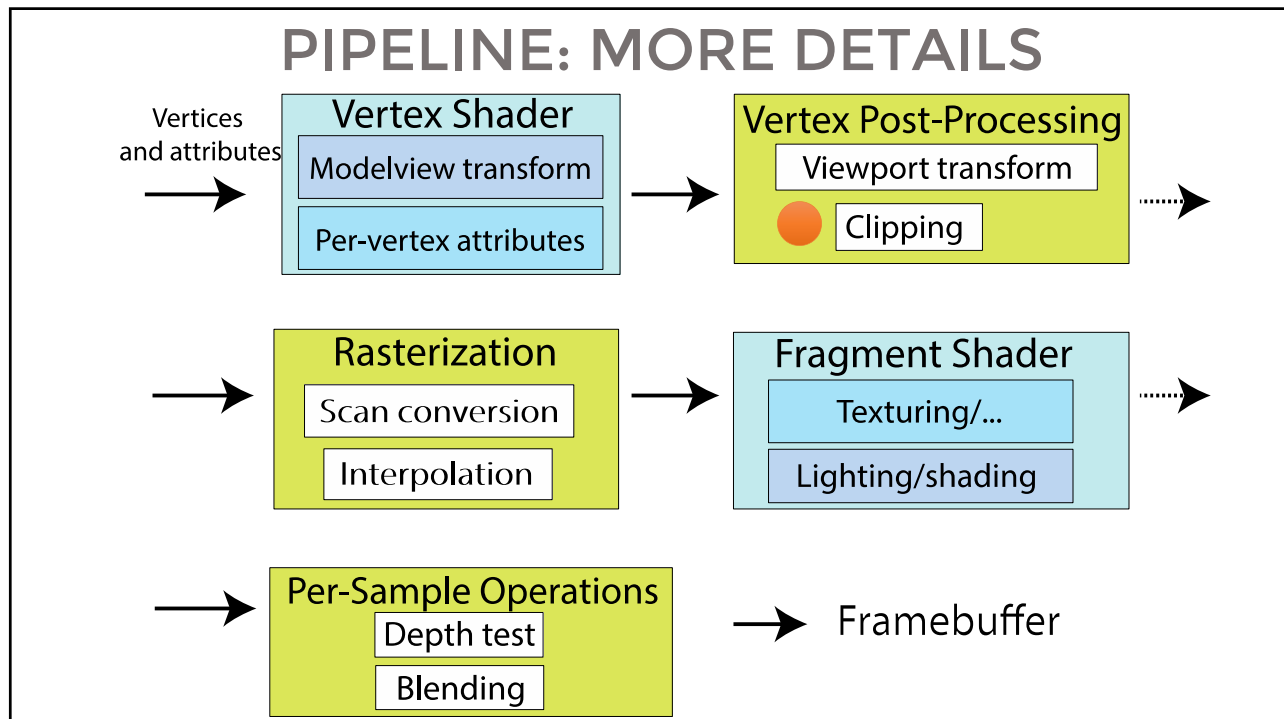 PIPELINE: MORE DETAILS
Vertices
and attributes
Vertex Shader
Modelview transform
Per-vertex attributes
Vertex Post-Processing
Viewport transform
Clipping
Rasterization
Scan conversion
Interpolation
Fragment Shader
Texturing/...
Lighting/shading
Per-Sample Operations
Depth test
Blending
Framebuffer